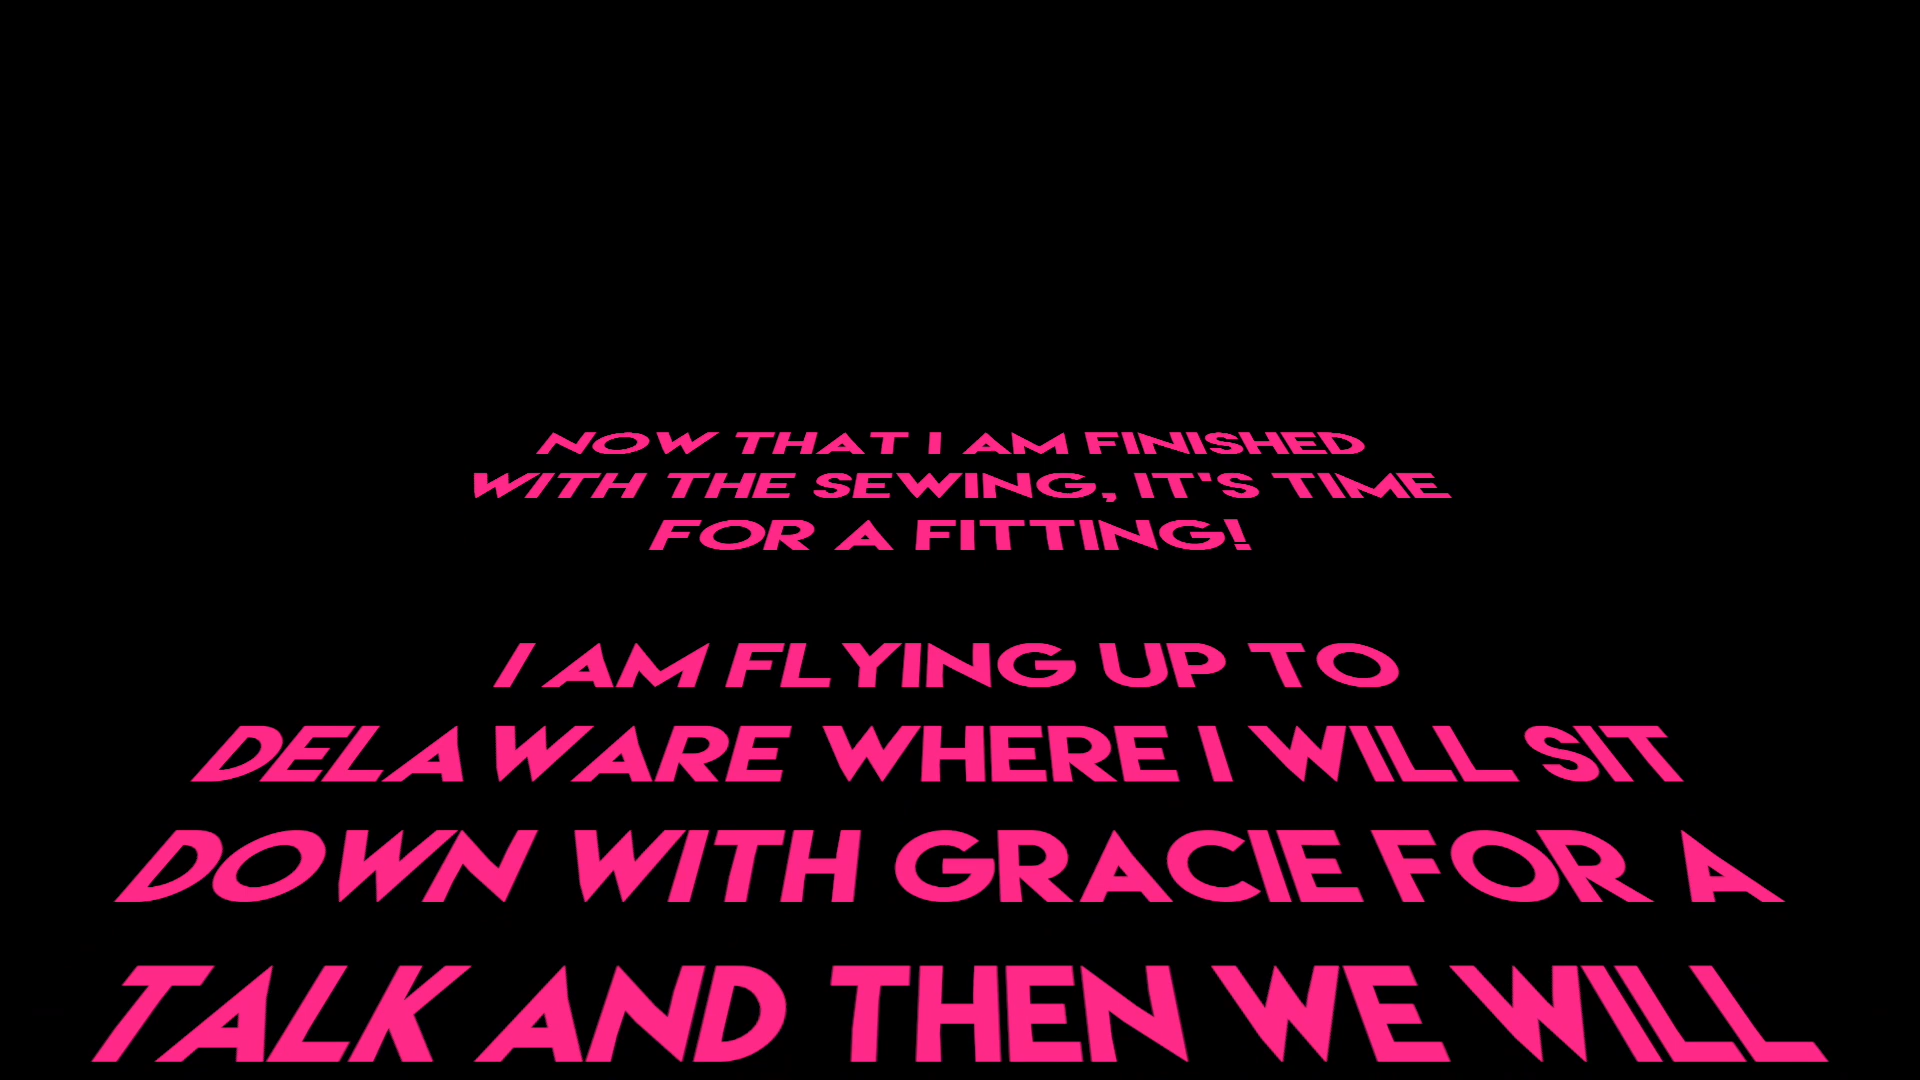 NOW THAT I AM FINISHED
WITH THE SEWING, IT'S TIME
FOR A FITTING!
I AM FLYING UP TO
DELAWARE WHERE I WILL SIT
DOWN WITH GRACIE FOR A
TALK AND THEN WE WILL